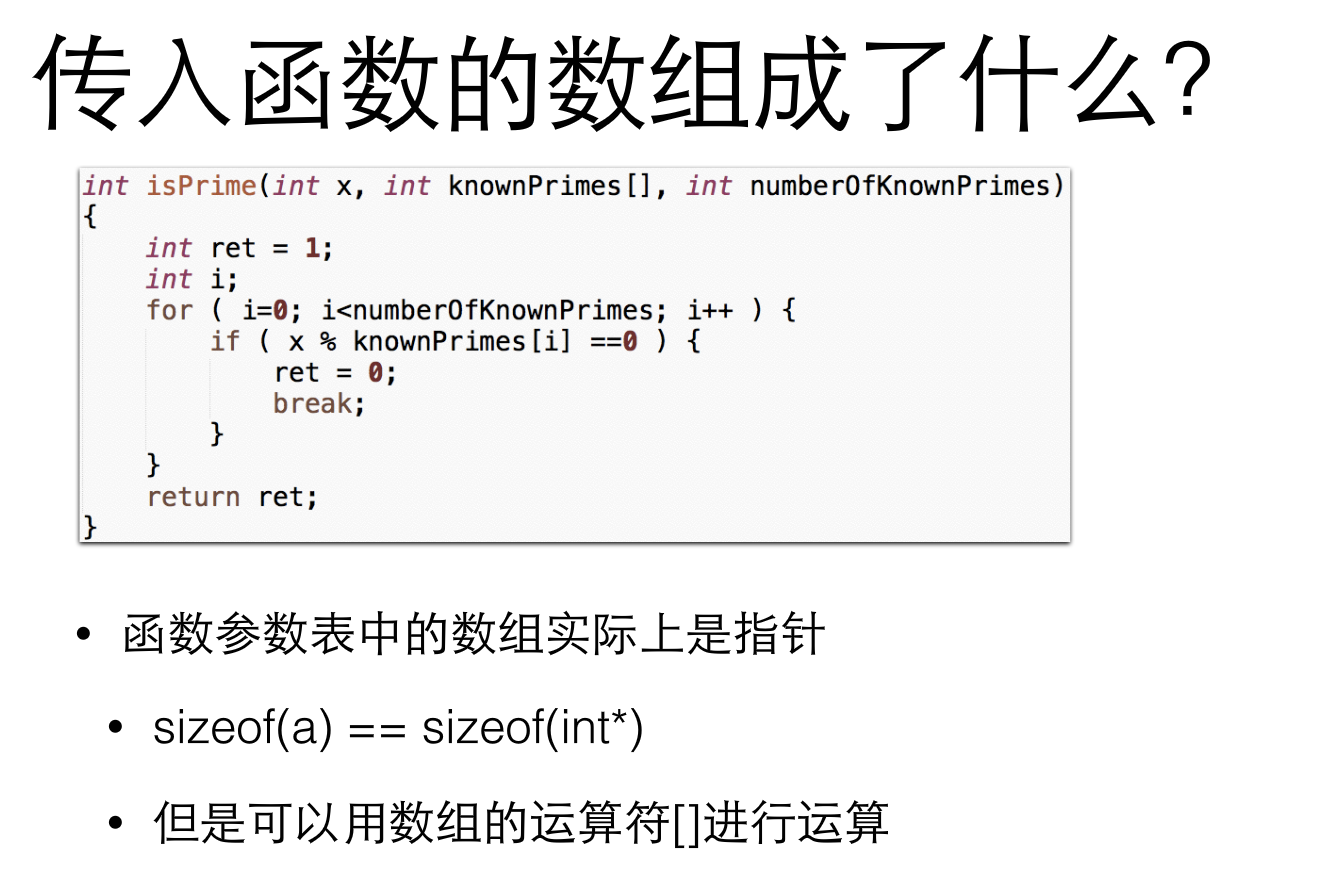 传入函数的数组成了什么?
int isPrime(int x, int knownPrimes[], int numberOfKnownPrimes)
{
    int ret = 1;
    int i;
    for ( i=0; i<numberOfKnownPrimes; i++ ) {
        if ( x % knownPrimes[i] ==0 ) {
            ret = 0;
            break;
        }
    }
    return ret;
}
• 函数参数表中的数组实际上是指针
• sizeof(a) == sizeof(int*)
• 但是可以用数组的运算符[]进行运算